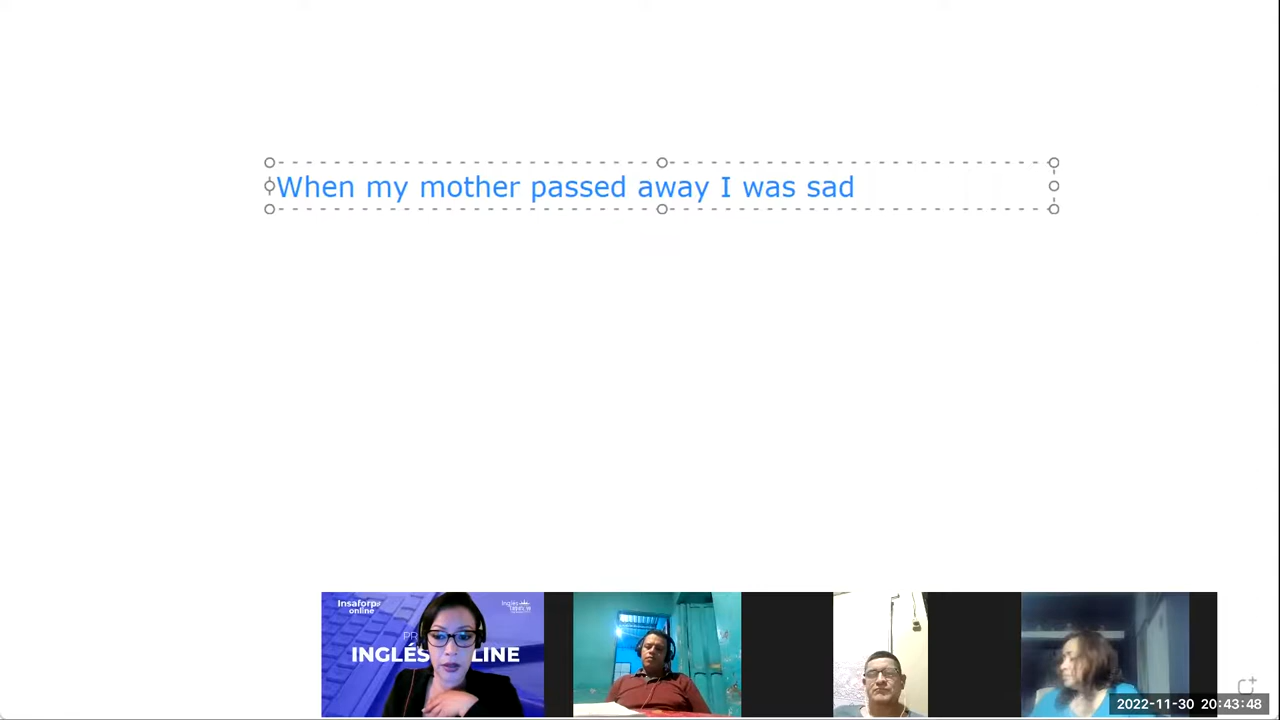 When my mother passed away I was sad
Insaforp
online
INGLÉS LINE
2022-11-30 20:43:48